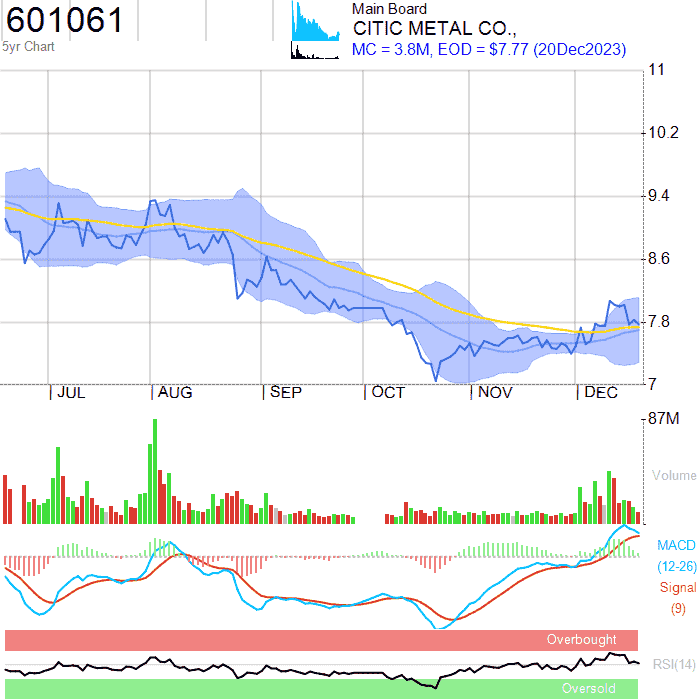 601061
5yr Chart
Main Board
CITIC METAL CO.,
MC = 3.8M, EOD = $7.77 (20Dec2023)
11
10.2
9.4
8.6
7.8
7
JUL AUG SEP OCT NOV DEC
87M
Volume
MACD
(12-26)
Signal
(9)
Overbought
RSI(14)
Oversold